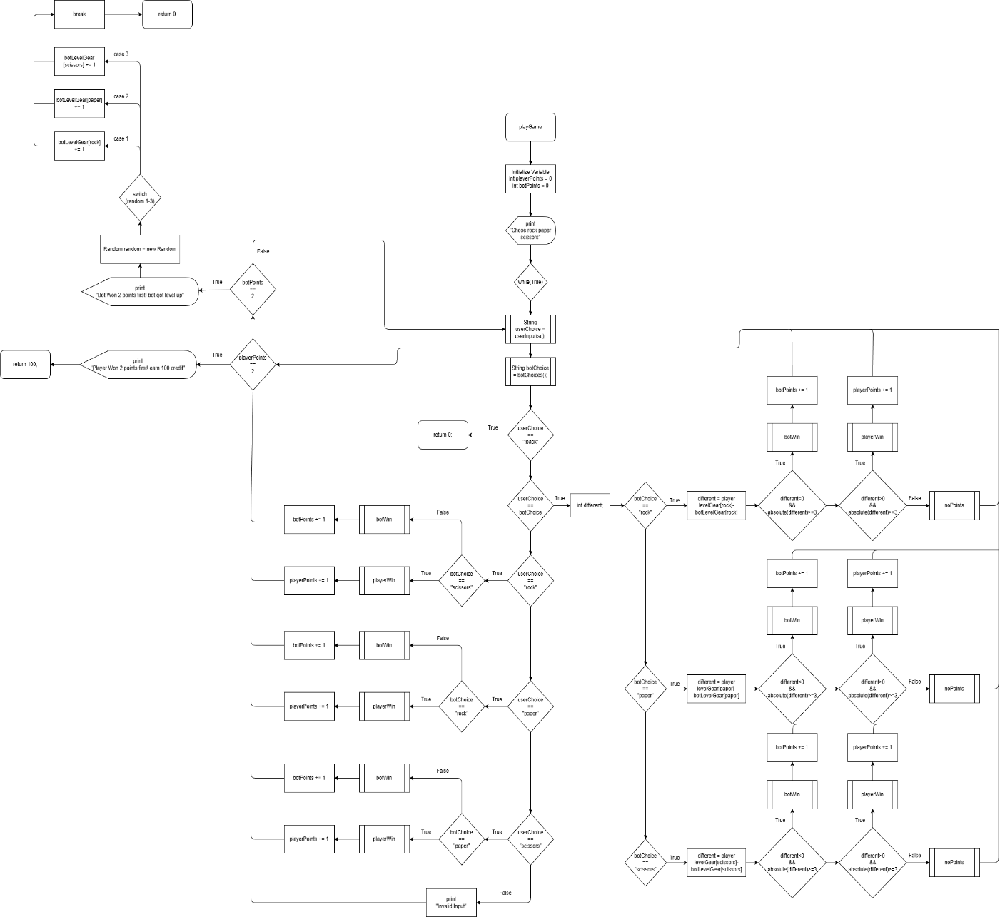 break
return 0
botLevelGear
[scissors] += 1
case 3
botLevelGear[paper]
+= 1
case 2
botLevelGear[rock]
+= 1
case 1
switch
(random 1-3)
Random random = new Random
print
"Bot Won 2 points first! bot got level up"
True
botPoints
==
2
False
return 100;
print
"Player Won 2 points first! earn 100 credit"
True
playerPoints
==
2
playGame
Initialize Variable
int playerPoints = 0
int botPoints = 0
print
"Chose rock paper
scissors"
while(True)
String
userChoice =
userInput(sc);
String botChoice
= botChoices();
userChoice
==
"!back"
True
return 0;
userChoice
==
botChoice
True
int different;
botChoice
==
"rock"
True
different = player
levelGear[rock]-
botLevelGear[rock]
different<0
&&
absolute(different)>=3
True
botWin
botPoints += 1
different>0
&&
absolute(different)>=3
True
playerWin
playerPoints += 1
False
noPoints
botPoints += 1
botWin
False
playerPoints += 1
playerWin
True
botChoice
==
"scissors"
True
userChoice
==
"rock"
botPoints += 1
botWin
False
playerPoints += 1
playerWin
True
botChoice
==
"rock"
True
userChoice
==
"paper"
botChoice
==
"paper"
True
different = player
levelGear[paper]-
botLevelGear[paper]
different<0
&&
absolute(different)>=3
True
botWin
botPoints += 1
different>0
&&
absolute(different)>=3
True
playerWin
playerPoints += 1
False
noPoints
botPoints += 1
botWin
False
playerPoints += 1
playerWin
True
botChoice
==
"paper"
True
userChoice
==
"scissors"
botChoice
==
"scissors"
True
different = player
levelGear[scissors]-
botLevelGear[scissors]
different<0
&&
absolute(different)>=3
True
botWin
botPoints += 1
different>0
&&
absolute(different)>=3
True
playerWin
playerPoints += 1
False
noPoints
print
"Invalid Input"
False